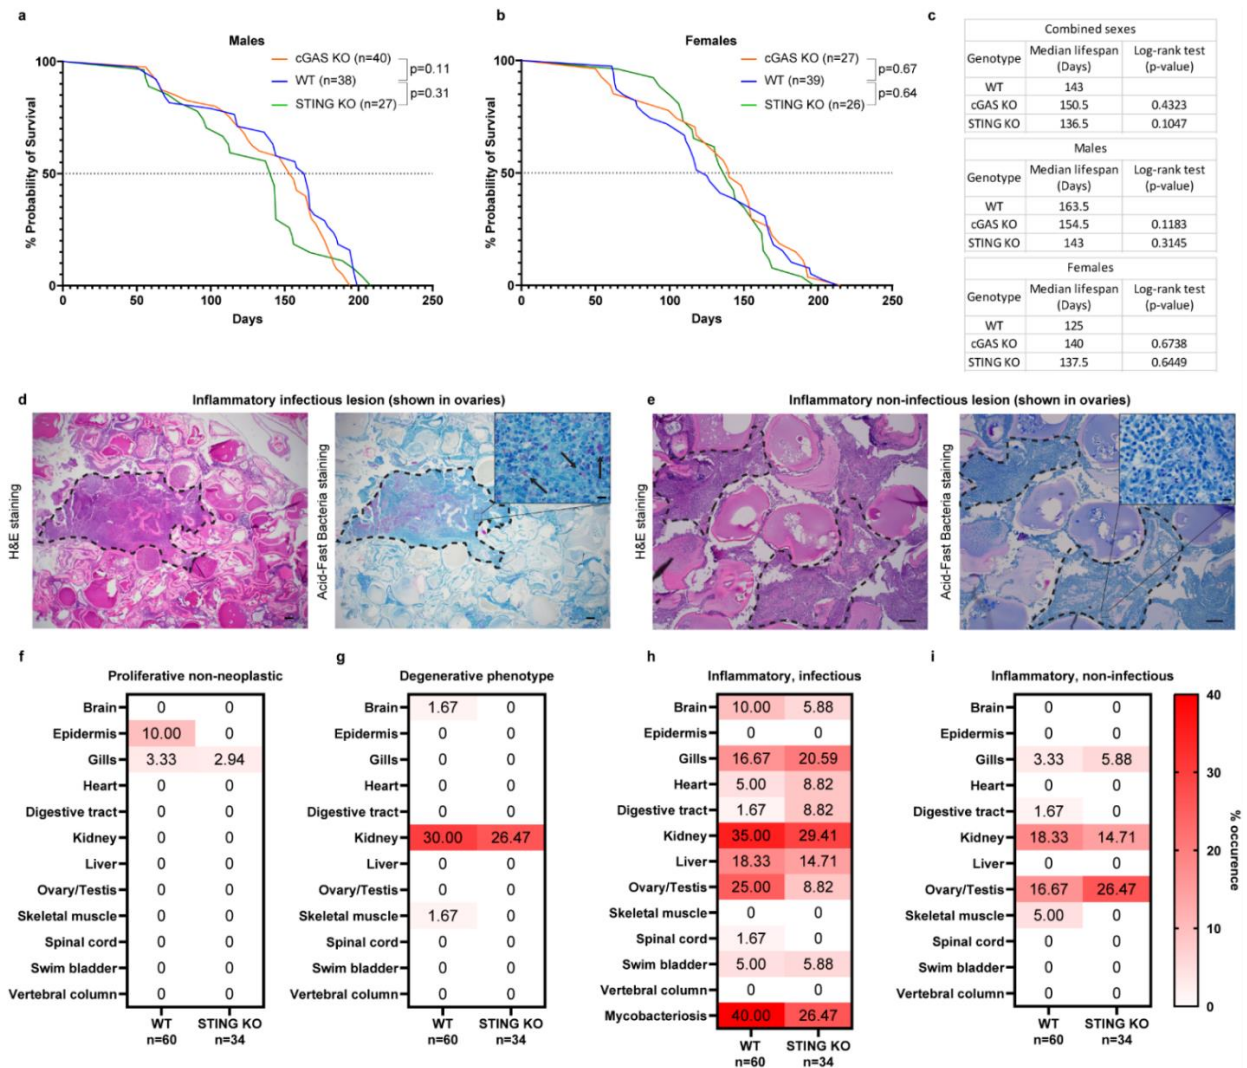 a
Males
cGAS KO (n=40)
WT (n=38)
STING KO (n=27)
p=0.11
p=0.31
% Probability of Survival
100
50
0
0 50 100 150 200 250
Days
b
Females
cGAS KO (n=27)
WT (n=39)
STING KO (n=26)
p=0.67
p=0.64
% Probability of Survival
100
50
0
0 50 100 150 200 250
Days
c
Combined sexes
Genotype Median lifespan (Days) Log-rank test (p-value)
WT 143
cGAS KO 150.5 0.4323
STING KO 136.5 0.1047
Males
Genotype Median lifespan (Days) Log-rank test (p-value)
WT 163.5
cGAS KO 154.5 0.1183
STING KO 143 0.3145
Females
Genotype Median lifespan (Days) Log-rank test (p-value)
WT 125
cGAS KO 140 0.6738
STING KO 137.5 0.6449
d
Inflammatory infectious lesion (shown in ovaries)
H&E staining
Acid-Fast Bacteria staining
e
Inflammatory non-infectious lesion (shown in ovaries)
H&E staining
Acid-Fast Bacteria staining
f
Proliferative non-neoplastic
Brain 0 0
Epidermis 10.00 0
Gills 3.33 2.94
Heart 0 0
Digestive tract 0 0
Kidney 0 0
Liver 0 0
Ovary/Testis 0 0
Skeletal muscle 0 0
Spinal cord 0 0
Swim bladder 0 0
Vertebral column 0 0
WT STING KO
n=60 n=34
g
Degenerative phenotype
Brain 1.67 0
Epidermis 0 0
Gills 0 0
Heart 0 0
Digestive tract 0 0
Kidney 30.00 26.47
Liver 0 0
Ovary/Testis 0 0
Skeletal muscle 1.67 0
Spinal cord 0 0
Swim bladder 0 0
Vertebral column 0 0
WT STING KO
n=60 n=34
h
Inflammatory, infectious
Brain 10.00 5.88
Epidermis 0 0
Gills 16.67 20.59
Heart 5.00 8.82
Digestive tract 1.67 8.82
Kidney 35.00 29.41
Liver 18.33 14.71
Ovary/Testis 25.00 8.82
Skeletal muscle 0 0
Spinal cord 1.67 0
Swim bladder 5.00 5.88
Vertebral column 0 0
Mycobacteriosis 40.00 26.47
WT STING KO
n=60 n=34
i
Inflammatory, non-infectious
Brain 0 0
Epidermis 0 0
Gills 3.33 5.88
Heart 0 0
Digestive tract 1.67 0
Kidney 18.33 14.71
Liver 0 0
Ovary/Testis 16.67 26.47
Skeletal muscle 5.00 0
Spinal cord 0 0
Swim bladder 0 0
Vertebral column 0 0
WT STING KO
n=60 n=34
40
30
20
10
0
% occurence